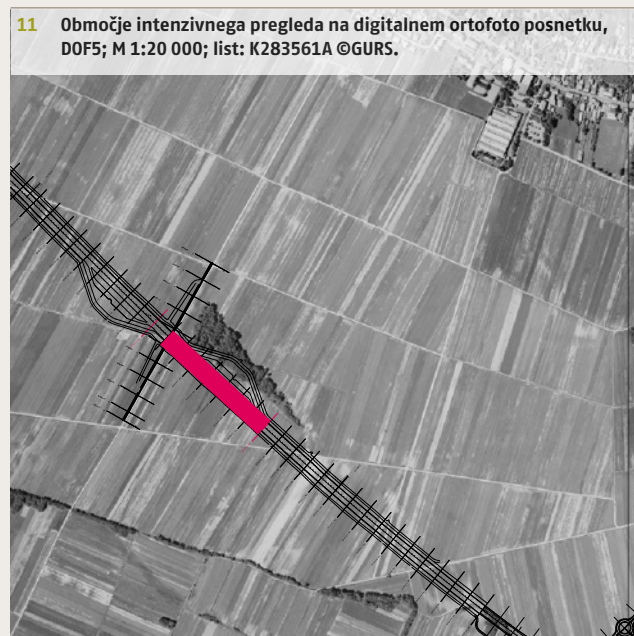 11 Območje intenzivnega pregleda na digitalnem ortofoto posnetku,
DOF5; M 1:20 000; list: K283561A ©GURS.